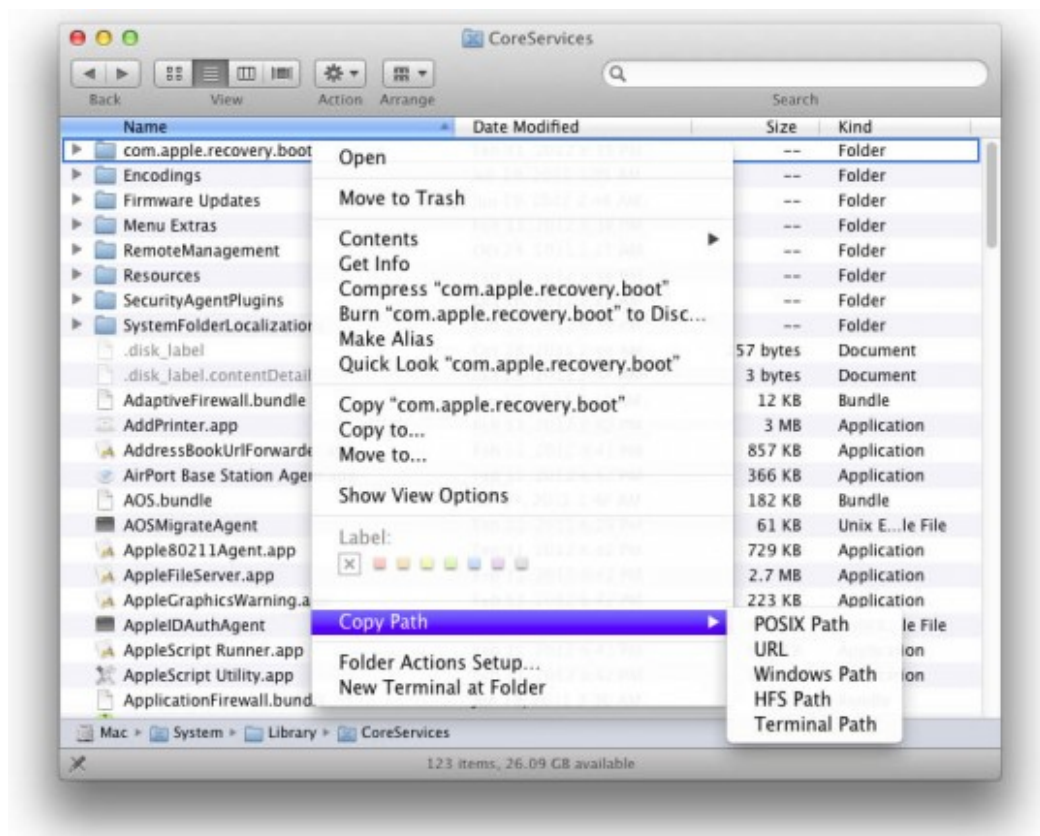 CoreServices
Back View Action Arrange Search
Name Date Modified Size Kind
com.apple.recovery.boot -- Folder
Open
Encodings -- Folder
Firmware Updates -- Folder
Move to Trash
Menu Extras -- Folder
Contents
RemoteManagement -- Folder
Get Info
Resources -- Folder
Compress “com.apple.recovery.boot”
SecurityAgentPlugins -- Folder
Burn “com.apple.recovery.boot” to Disc...
SystemFolderLocalization -- Folder
Make Alias
.disk_label 57 bytes Document
Quick Look “com.apple.recovery.boot”
.disk_label.contentDetail 3 bytes Document
AdaptiveFirewall.bundle 12 KB Bundle
Copy “com.apple.recovery.boot”
AddPrinter.app 3 MB Application
Copy to...
AddressBookUrlForwarde 857 KB Application
Move to...
AirPort Base Station Age 366 KB Application
AOS.bundle 182 KB Bundle
Show View Options
AOSMigrateAgent 61 KB Unix E...le File
Label:
Apple80211Agent.app 729 KB Application
AppleFileServer.app 2.7 MB Application
AppleGraphicsWarning.a 223 KB Application
Copy Path
AppleIDAuthAgent le File
POSIX Path
AppleScript Runner.app ion
URL
Folder Actions Setup...
AppleScript Utility.app ion
Windows Path
New Terminal at Folder
ApplicationFirewall.bund
HFS Path
Terminal Path
Mac System Library CoreServices
123 items, 26.09 GB available